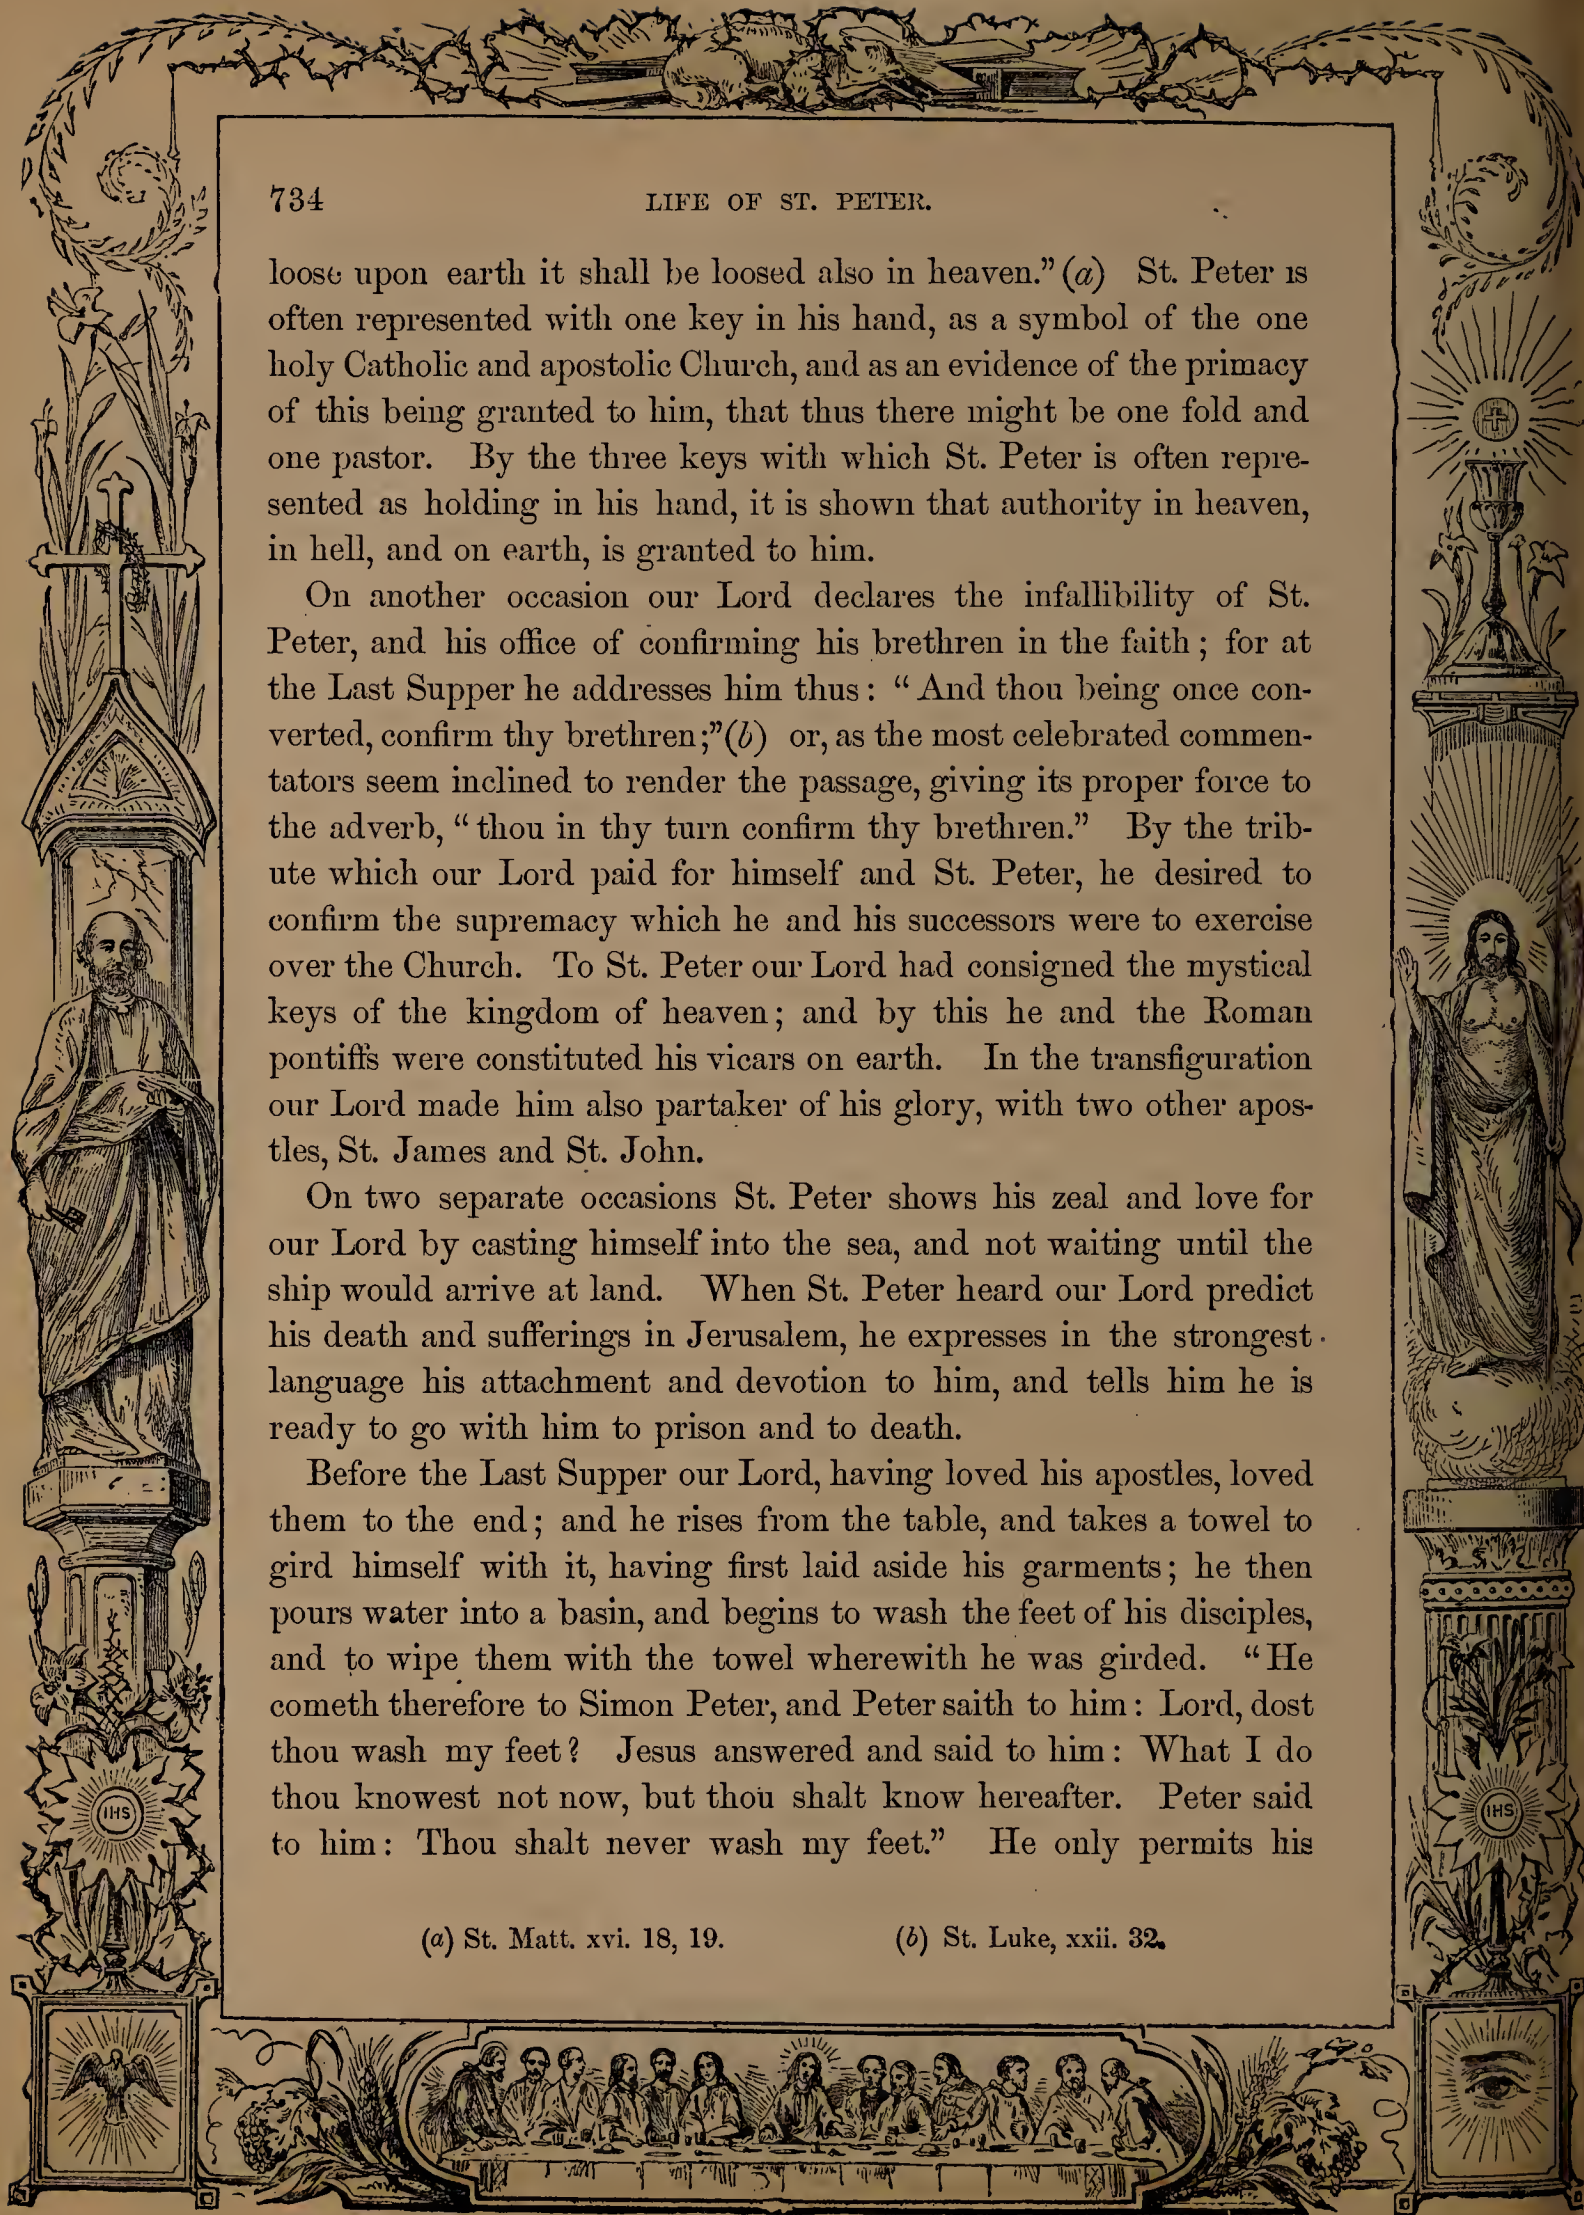 734 LIFE OF ST. PETER.
loose upon earth it shall be loosed also in heaven.” (a) St. Peter is
often represented with one key in his hand, as a symbol of the one
holy Catholic and apostolic Church, and as an evidence of the primacy
of this being granted to him, that thus there might be one fold and
one pastor. By the three keys with which St. Peter is often repre-
sented as holding in his hand, it is shown that authority in heaven,
in hell, and on earth, is granted to him.
On another occasion our Lord declares the infallibility of St.
Peter, and his office of confirming his brethren in the faith; for at
the Last Supper he addresses him thus: “And thou being once con-
verted, confirm thy brethren;”(b) or, as the most celebrated commen-
tators seem inclined to render the passage, giving its proper force to
the adverb, “thou in thy turn confirm thy brethren.” By the trib-
ute which our Lord paid for himself and St. Peter, he desired to
confirm the supremacy which he and his successors were to exercise
over the Church. To St. Peter our Lord had consigned the mystical
keys of the kingdom of heaven; and by this he and the Roman
pontiffs were constituted his vicars on earth. In the transfiguration
our Lord made him also partaker of his glory, with two other apos-
tles, St. James and St. John.
On two separate occasions St. Peter shows his zeal and love for
our Lord by casting himself into the sea, and not waiting until the
ship would arrive at land. When St. Peter heard our Lord predict
his death and sufferings in Jerusalem, he expresses in the strongest
language his attachment and devotion to him, and tells him he is
ready to go with him to prison and to death.
Before the Last Supper our Lord, having loved his apostles, loved
them to the end; and he rises from the table, and takes a towel to
gird himself with it, having first laid aside his garments; he then
pours water into a basin, and begins to wash the feet of his disciples,
and to wipe them with the towel wherewith he was girded. “He
cometh therefore to Simon Peter, and Peter saith to him: Lord, dost
thou wash my feet? Jesus answered and said to him: What I do
thou knowest not now, but thou shalt know hereafter. Peter said
to him: Thou shalt never wash my feet.” He only permits his
IHS
IHS
(a) St. Matt. xvi. 18, 19. (b) St. Luke, xxii. 32.